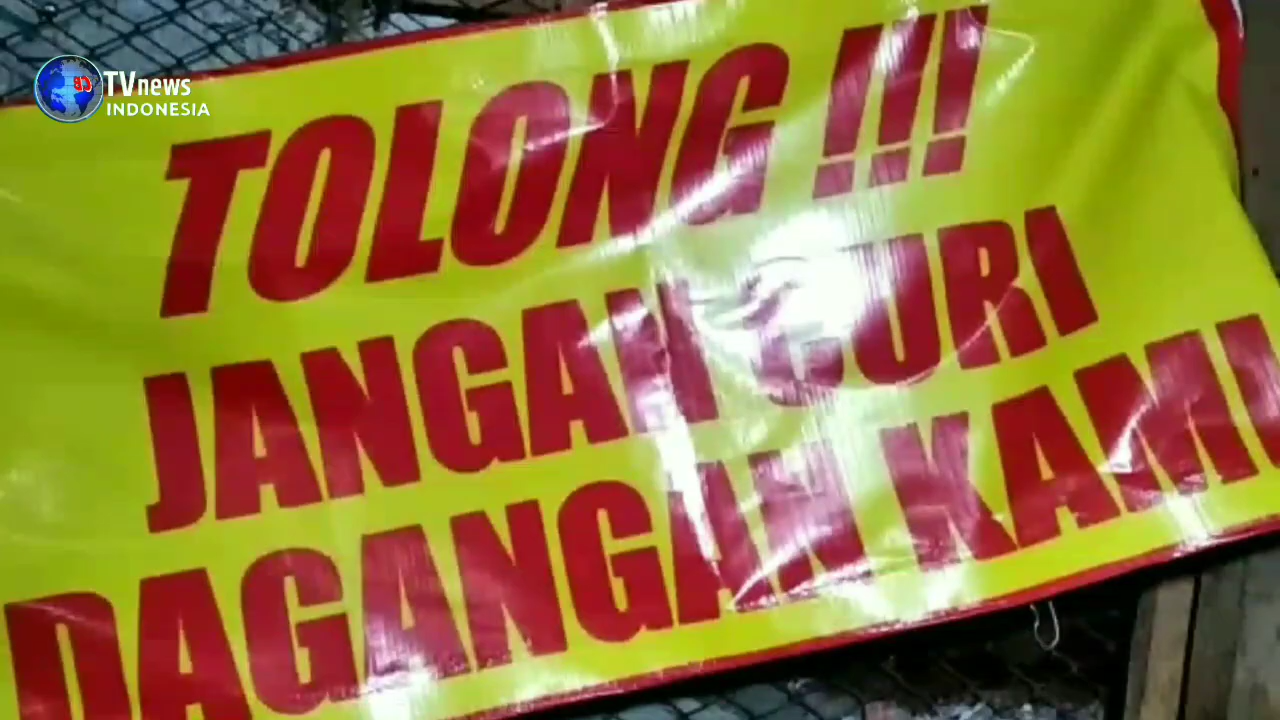 TVnews
INDONESIA
TOLONG !!!
JANGAN CURI
DAGANGAN KAMI